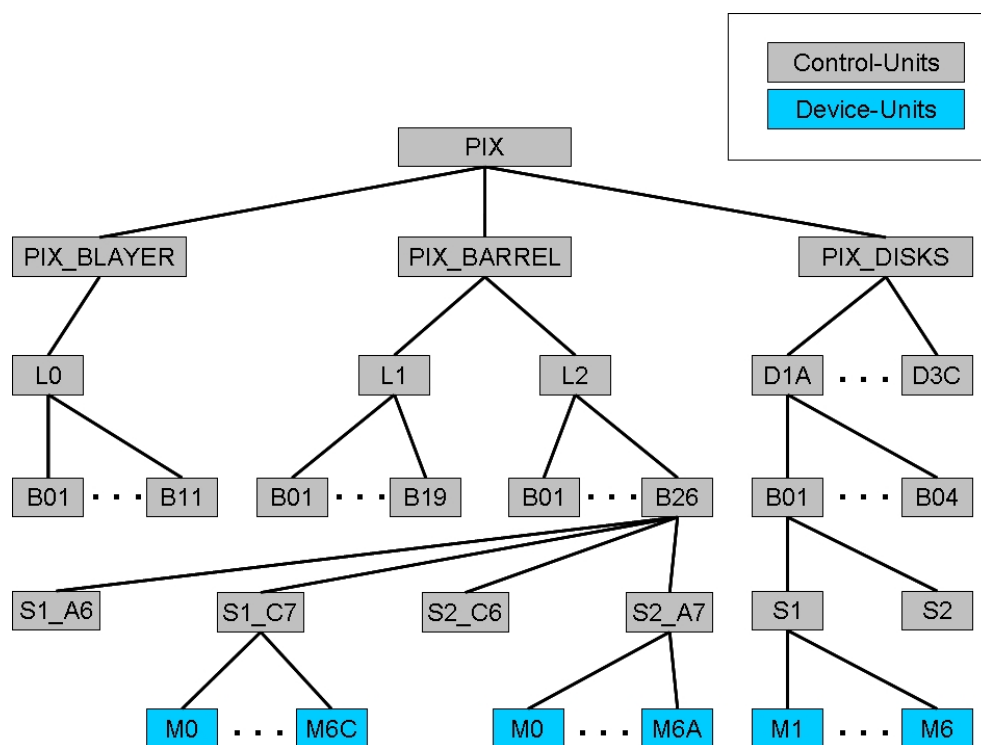 Control-Units
Device-Units
PIX
PIX_BLAYER PIX_BARREL PIX_DISKS
L0 L1 L2 D1A . . . D3C
B01 . . . B11 B01 . . . B19 B01 . . . B26 B01 . . . B04
S1_A6 S1_C7 S2_C6 S2_A7 S1 S2
M0 . . . M6C M0 . . . M6A M1 . . . M6